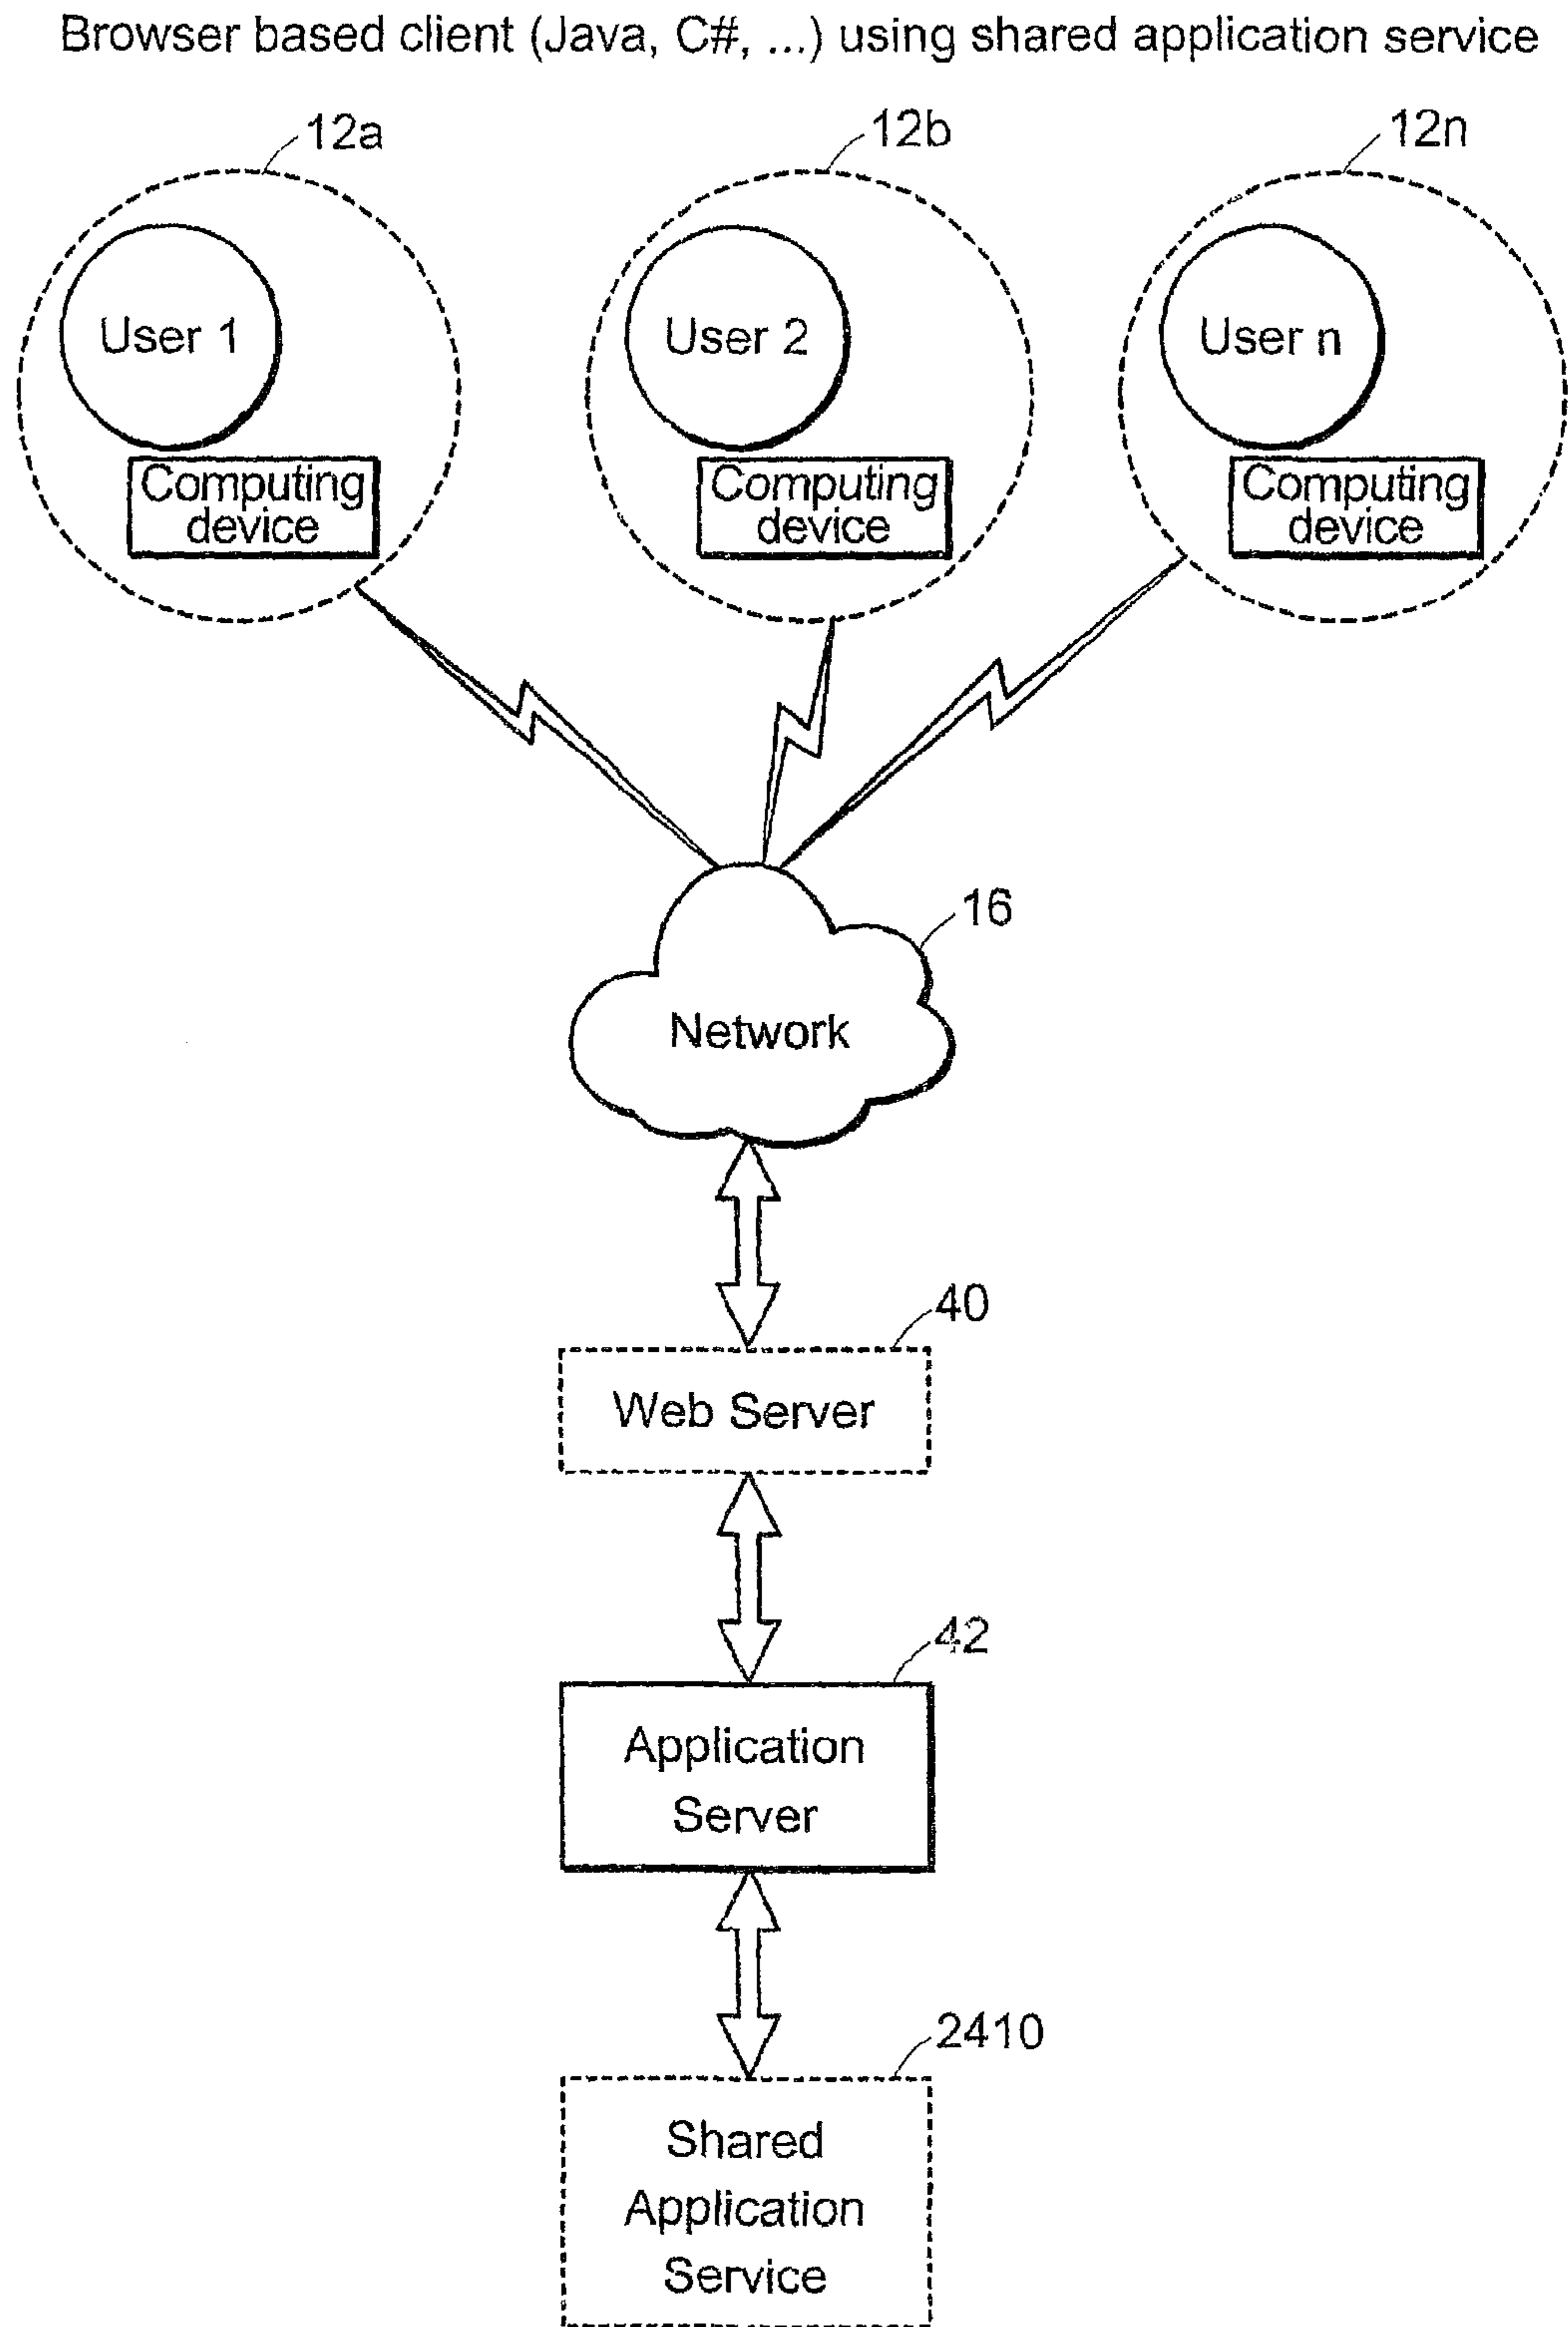 Browser based client (Java, C#, ...) using shared application service
12a
12b
12n
User 1
User 2
User n
Computing
device
Computing
device
Computing
device
16
Network
40
Web Server
42
Application
Server
2410
Shared
Application
Service